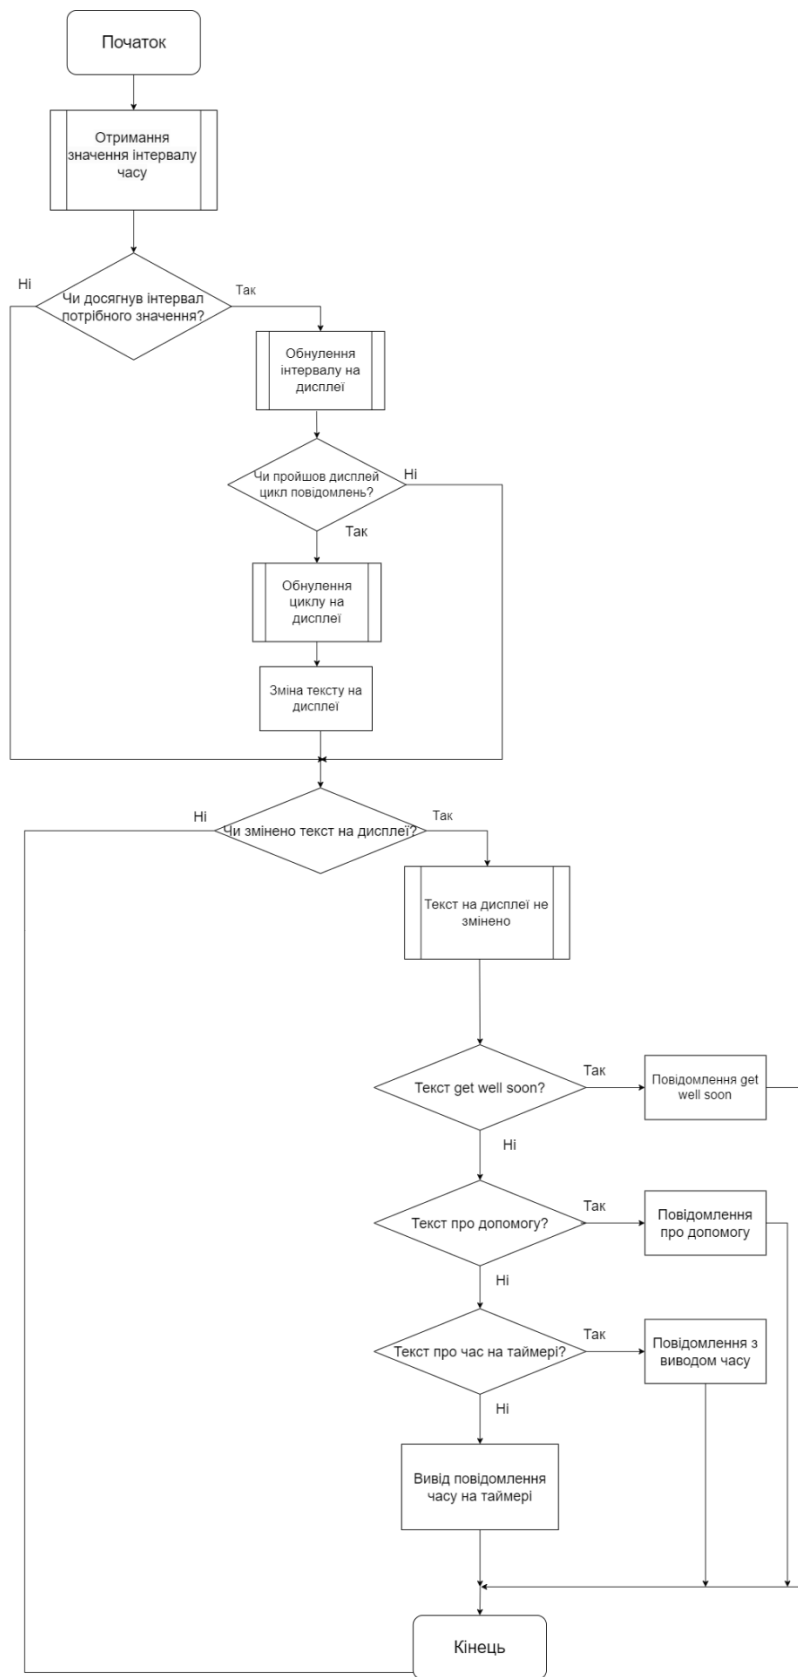 Початок
Отримання
значення інтервалу
часу
Ні
Так
Чи досягнув інтервал
потрібного значення?
Обнулення
інтервалу на
дисплеї
Чи пройшов дисплей
цикл повідомлень?
Ні
Так
Обнулення
циклу на
дисплеї
Зміна тексту на
дисплеї
Ні
Так
Чи змінено текст на дисплеї?
Текст на дисплеї не
змінено
Текст get well soon?
Так
Повідомлення get
well soon
Ні
Текст про допомогу?
Так
Повідомлення
про допомогу
Ні
Текст про час на таймері?
Так
Повідомлення з
виводом часу
Ні
Вивід повідомлення
часу на таймері
Кінець